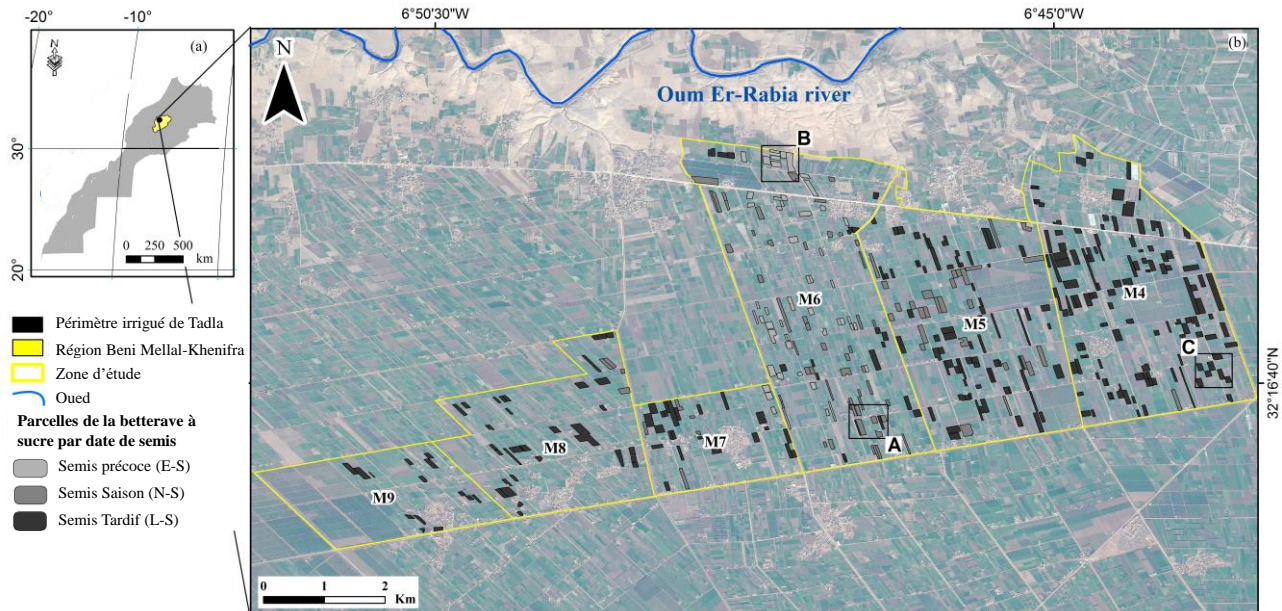 -20°
-10°
(a)
N
30°
20°
0 250 500
km
Périmètre irrigué de Tadla
Région Beni Mellal-Khenifra
Zone d'étude
Oued
Parcelles de la betterave à
sucre par date de semis
Semis précoce (E-S)
Semis Saison (N-S)
Semis Tardif (L-S)
6°50'30"W
6°45'0"W
(b)
N
Oum Er-Rabia river
B
M6
M5
M4
C
A
M7
M8
M9
32°16'40"N
0 1 2
Km